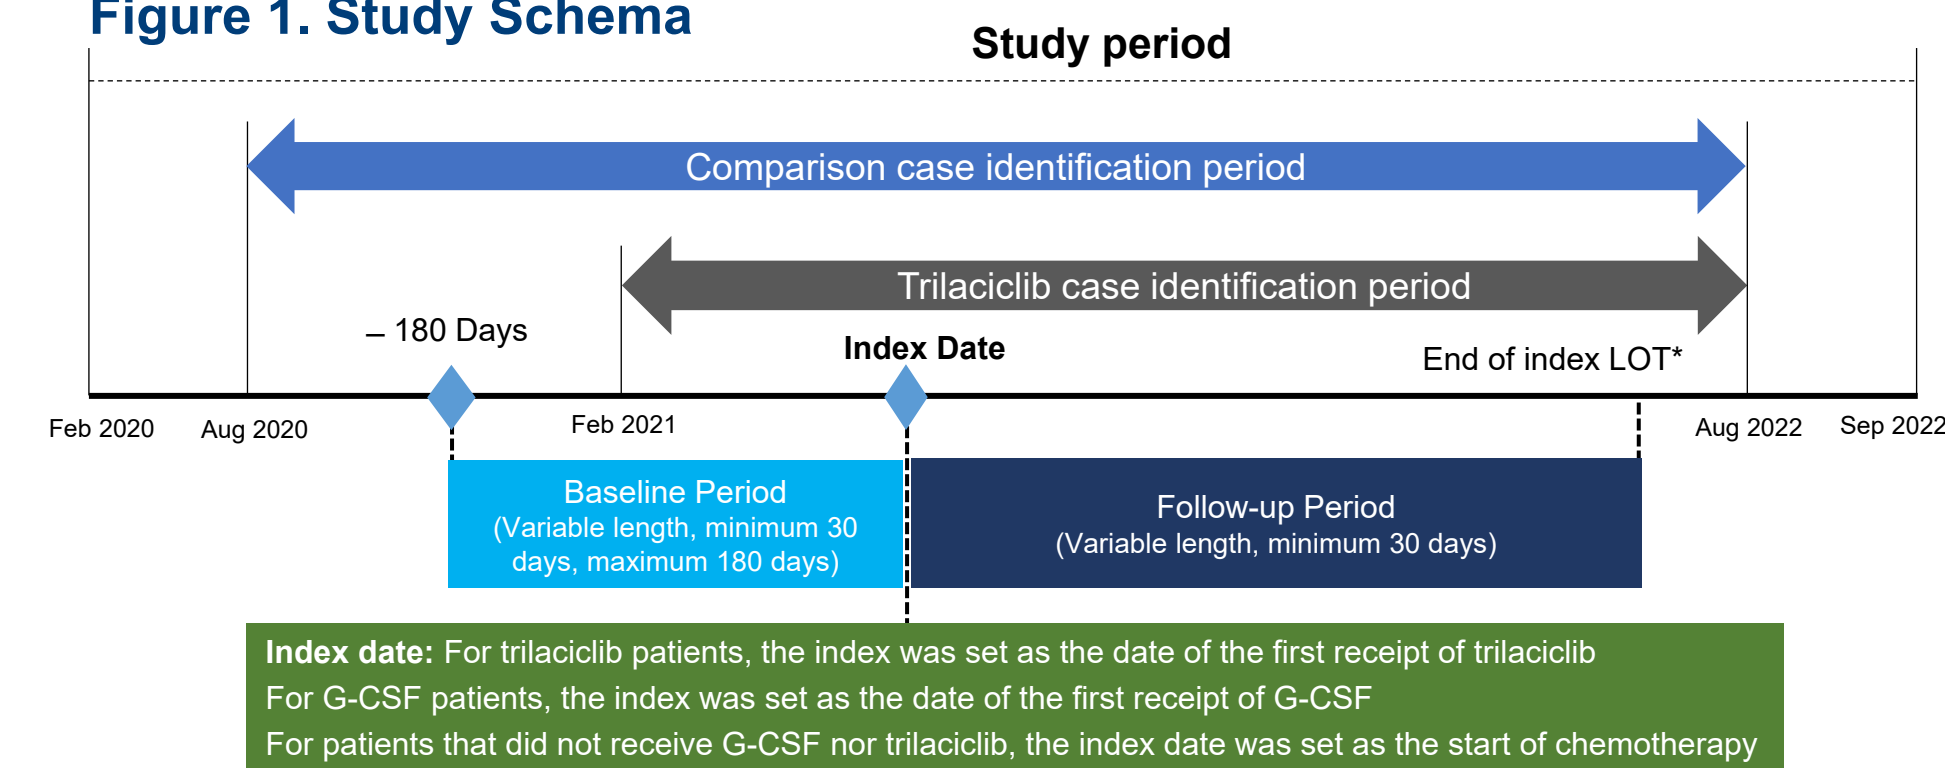 Figure 1. Study Schema
Study period
Comparison case identification period
Trilaciclib case identification period
– 180 Days
Index Date
End of index LOT*
Feb 2020
Aug 2020
Feb 2021
Aug 2022
Sep 2022
Baseline Period
(Variable length, minimum 30
days, maximum 180 days)
Follow-up Period
(Variable length, minimum 30 days)
Index date: For trilaciclib patients, the index was set as the date of the first receipt of trilaciclib
For G-CSF patients, the index was set as the date of the first receipt of G-CSF
For patients that did not receive G-CSF nor trilaciclib, the index date was set as the start of chemotherapy